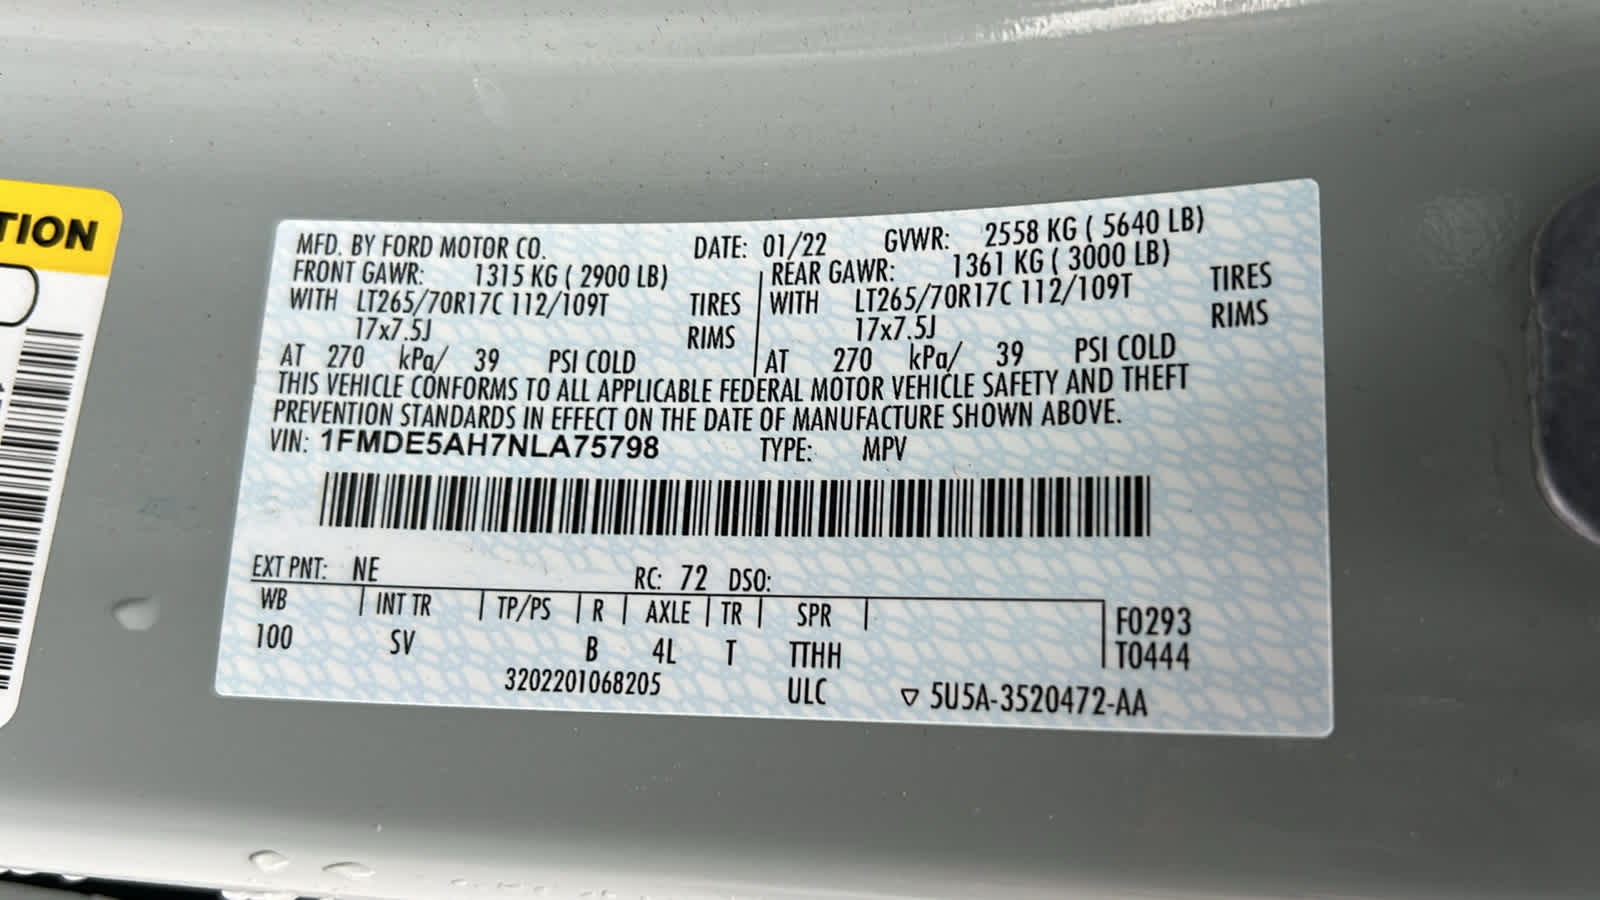 TION
MFD. BY FORD MOTOR CO. DATE: 01/22 GVWR: 2558 KG ( 5640 LB)
FRONT GAWR: 1315 KG ( 2900 LB) REAR GAWR: 1361 KG ( 3000 LB)
WITH LT265/70R17C 112/109T TIRES WITH LT265/70R17C 112/109T TIRES
17x7.5J RIMS 17x7.5J RIMS
AT 270 kPa/ 39 PSI COLD AT 270 kPa/ 39 PSI COLD
THIS VEHICLE CONFORMS TO ALL APPLICABLE FEDERAL MOTOR VEHICLE SAFETY AND THEFT
PREVENTION STANDARDS IN EFFECT ON THE DATE OF MANUFACTURE SHOWN ABOVE.
VIN: 1FMDE5AH7NLA75798 TYPE: MPV
EXT PNT: NE RC: 72 DSO:
WB INT TR TP/PS R AXLE TR SPR F0293
100 SV B 4L T TTHH T0444
3202201068205 ULC ▽ 5U5A-3520472-AA